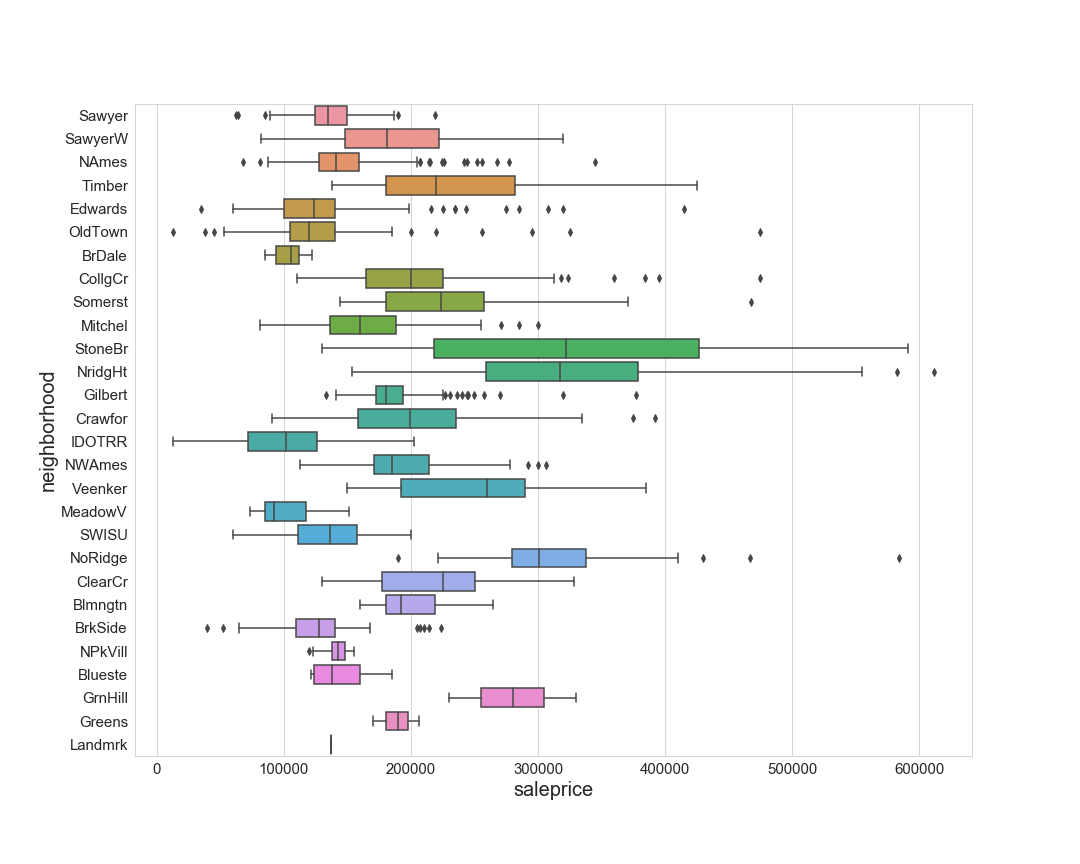 Sawyer
SawyerW
NAmes
Timber
Edwards
OldTown
BrDale
CollgCr
Somerst
Mitchel
StoneBr
NridgHt
Gilbert
Crawfor
IDOTRR
NWAmes
Veenker
MeadowV
SWISU
NoRidge
ClearCr
Blmngtn
BrkSide
NPkVill
Blueste
GrnHill
Greens
Landmrk
neighborhood
0 100000 200000 300000 400000 500000 600000
saleprice